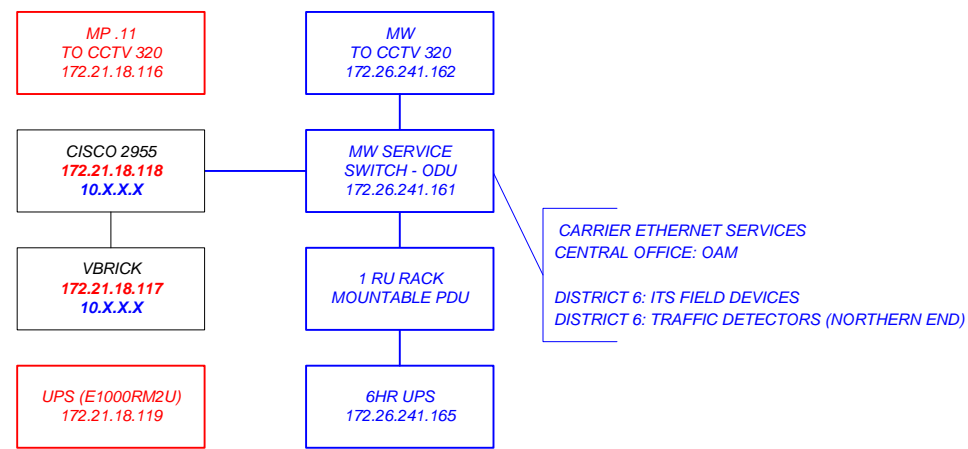 MP .11
TO CCTV 320
172.21.18.116
MW
TO CCTV 320
172.26.241.162
CISCO 2955
172.21.18.118
10.X.X.X
MW SERVICE
SWITCH - ODU
172.26.241.161
CARRIER ETHERNET SERVICES
CENTRAL OFFICE: OAM
DISTRICT 6: ITS FIELD DEVICES
DISTRICT 6: TRAFFIC DETECTORS (NORTHERN END)
VBRICK
172.21.18.117
10.X.X.X
1 RU RACK
MOUNTABLE PDU
UPS (E1000RM2U)
172.21.18.119
6HR UPS
172.26.241.165